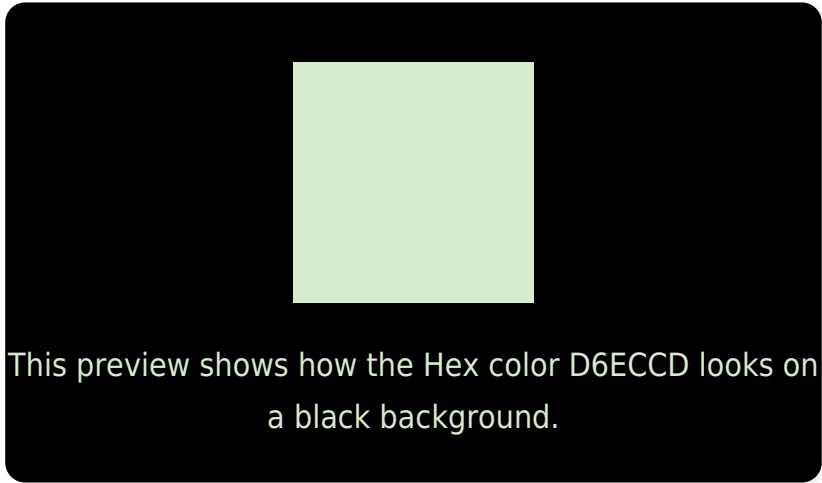 This preview shows how the Hex color D6ECCD looks on
a black background.